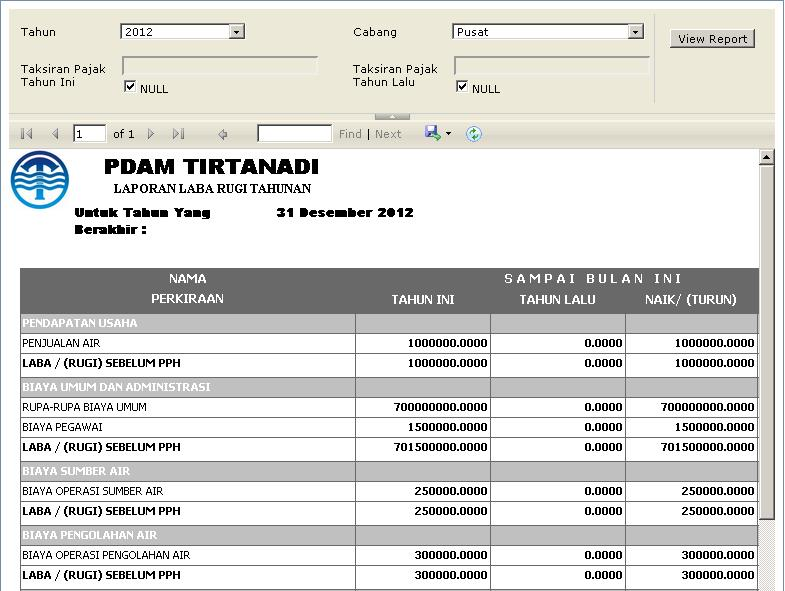 Tahun 2012 Cabang Pusat View Report
Taksiran Pajak Tahun Ini NULL Taksiran Pajak Tahun Lalu NULL
1 of 1 Find | Next
PDAM TIRTANADI
LAPORAN LABA RUGI TAHUNAN
Untuk Tahun Yang Berakhir : 31 Desember 2012
NAMA PERKIRAAN SAMPAI BULAN INI
TAHUN INI TAHUN LALU NAIK/ (TURUN)
PENDAPATAN USAHA
PENJUALAN AIR 1000000.0000 0.0000 1000000.0000
LABA / (RUGI) SEBELUM PPH 1000000.0000 0.0000 1000000.0000
BIAYA UMUM DAN ADMINISTRASI
RUPA-RUPA BIAYA UMUM 700000000.0000 0.0000 700000000.0000
BIAYA PEGAWAI 1500000.0000 0.0000 1500000.0000
LABA / (RUGI) SEBELUM PPH 701500000.0000 0.0000 701500000.0000
BIAYA SUMBER AIR
BIAYA OPERASI SUMBER AIR 250000.0000 0.0000 250000.0000
LABA / (RUGI) SEBELUM PPH 250000.0000 0.0000 250000.0000
BIAYA PENGOLAHAN AIR
BIAYA OPERASI PENGOLAHAN AIR 300000.0000 0.0000 300000.0000
LABA / (RUGI) SEBELUM PPH 300000.0000 0.0000 300000.0000